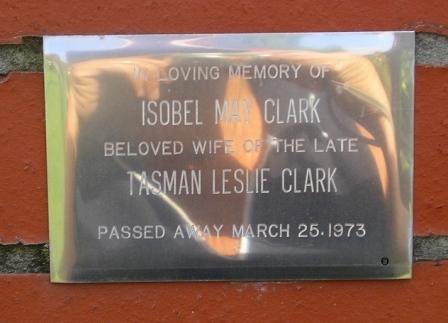 IN LOVING MEMORY OF
ISOBEL MAY CLARK
BELOVED WIFE OF THE LATE
TASMAN LESLIE CLARK
PASSED AWAY MARCH 25.1973